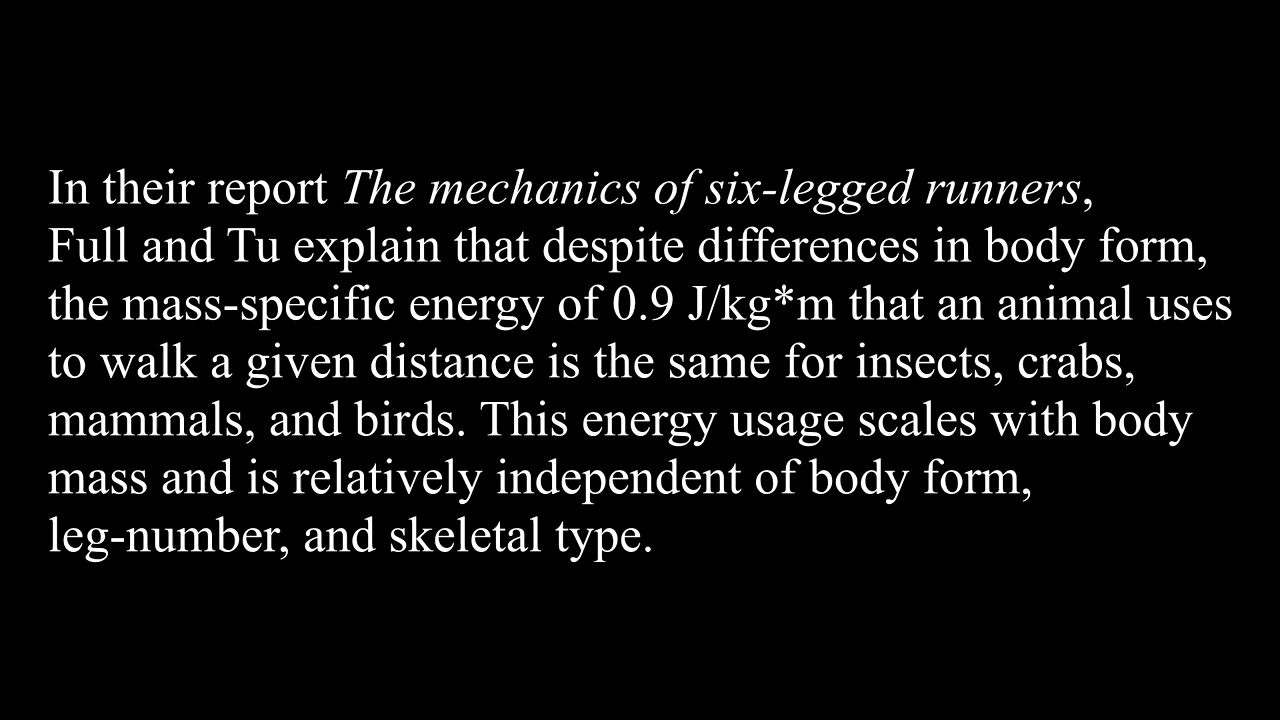 In their report The mechanics of six-legged runners,
Full and Tu explain that despite differences in body form,
the mass-specific energy of 0.9 J/kg*m that an animal uses
to walk a given distance is the same for insects, crabs,
mammals, and birds. This energy usage scales with body
mass and is relatively independent of body form,
leg-number, and skeletal type.